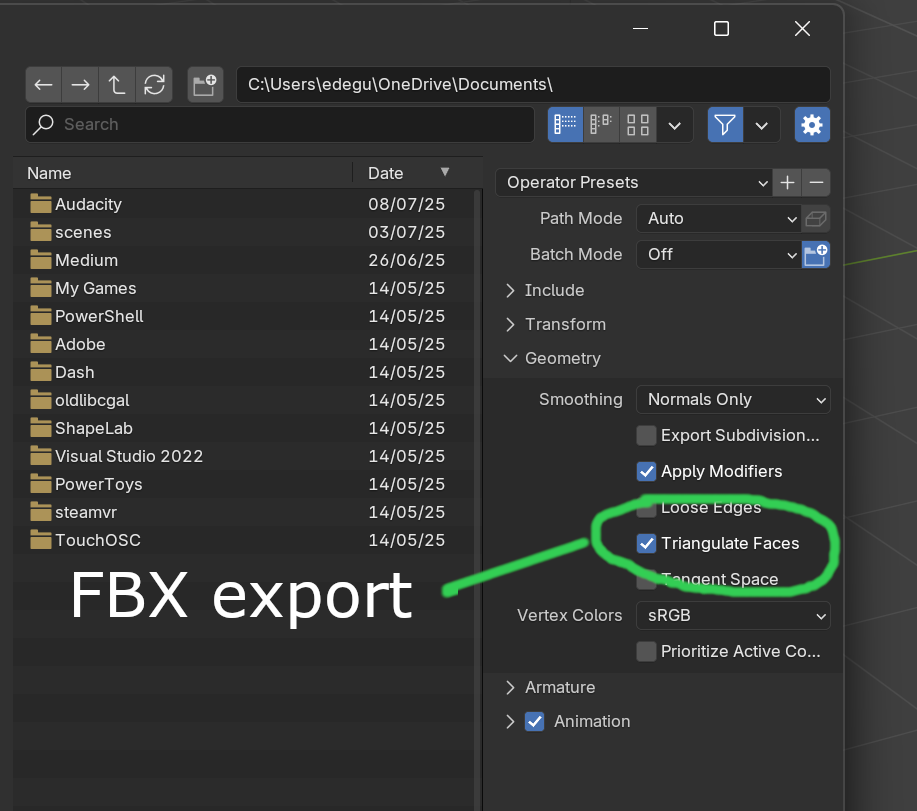 C:\Users\edegu\OneDrive\Documents\
Search
Name Date
Audacity 08/07/25
scenes 03/07/25
Medium 26/06/25
My Games 14/05/25
PowerShell 14/05/25
Adobe 14/05/25
Dash 14/05/25
oldlibcgal 14/05/25
ShapeLab 14/05/25
Visual Studio 2022 14/05/25
PowerToys 14/05/25
steamvr 14/05/25
TouchOSC 14/05/25
FBX export
Operator Presets
Path Mode Auto
Batch Mode Off
Include
Transform
Geometry
Smoothing Normals Only
Export Subdivision...
Apply Modifiers
Loose Edges
Triangulate Faces
Tangent Space
Vertex Colors sRGB
Prioritize Active Co...
Armature
Animation